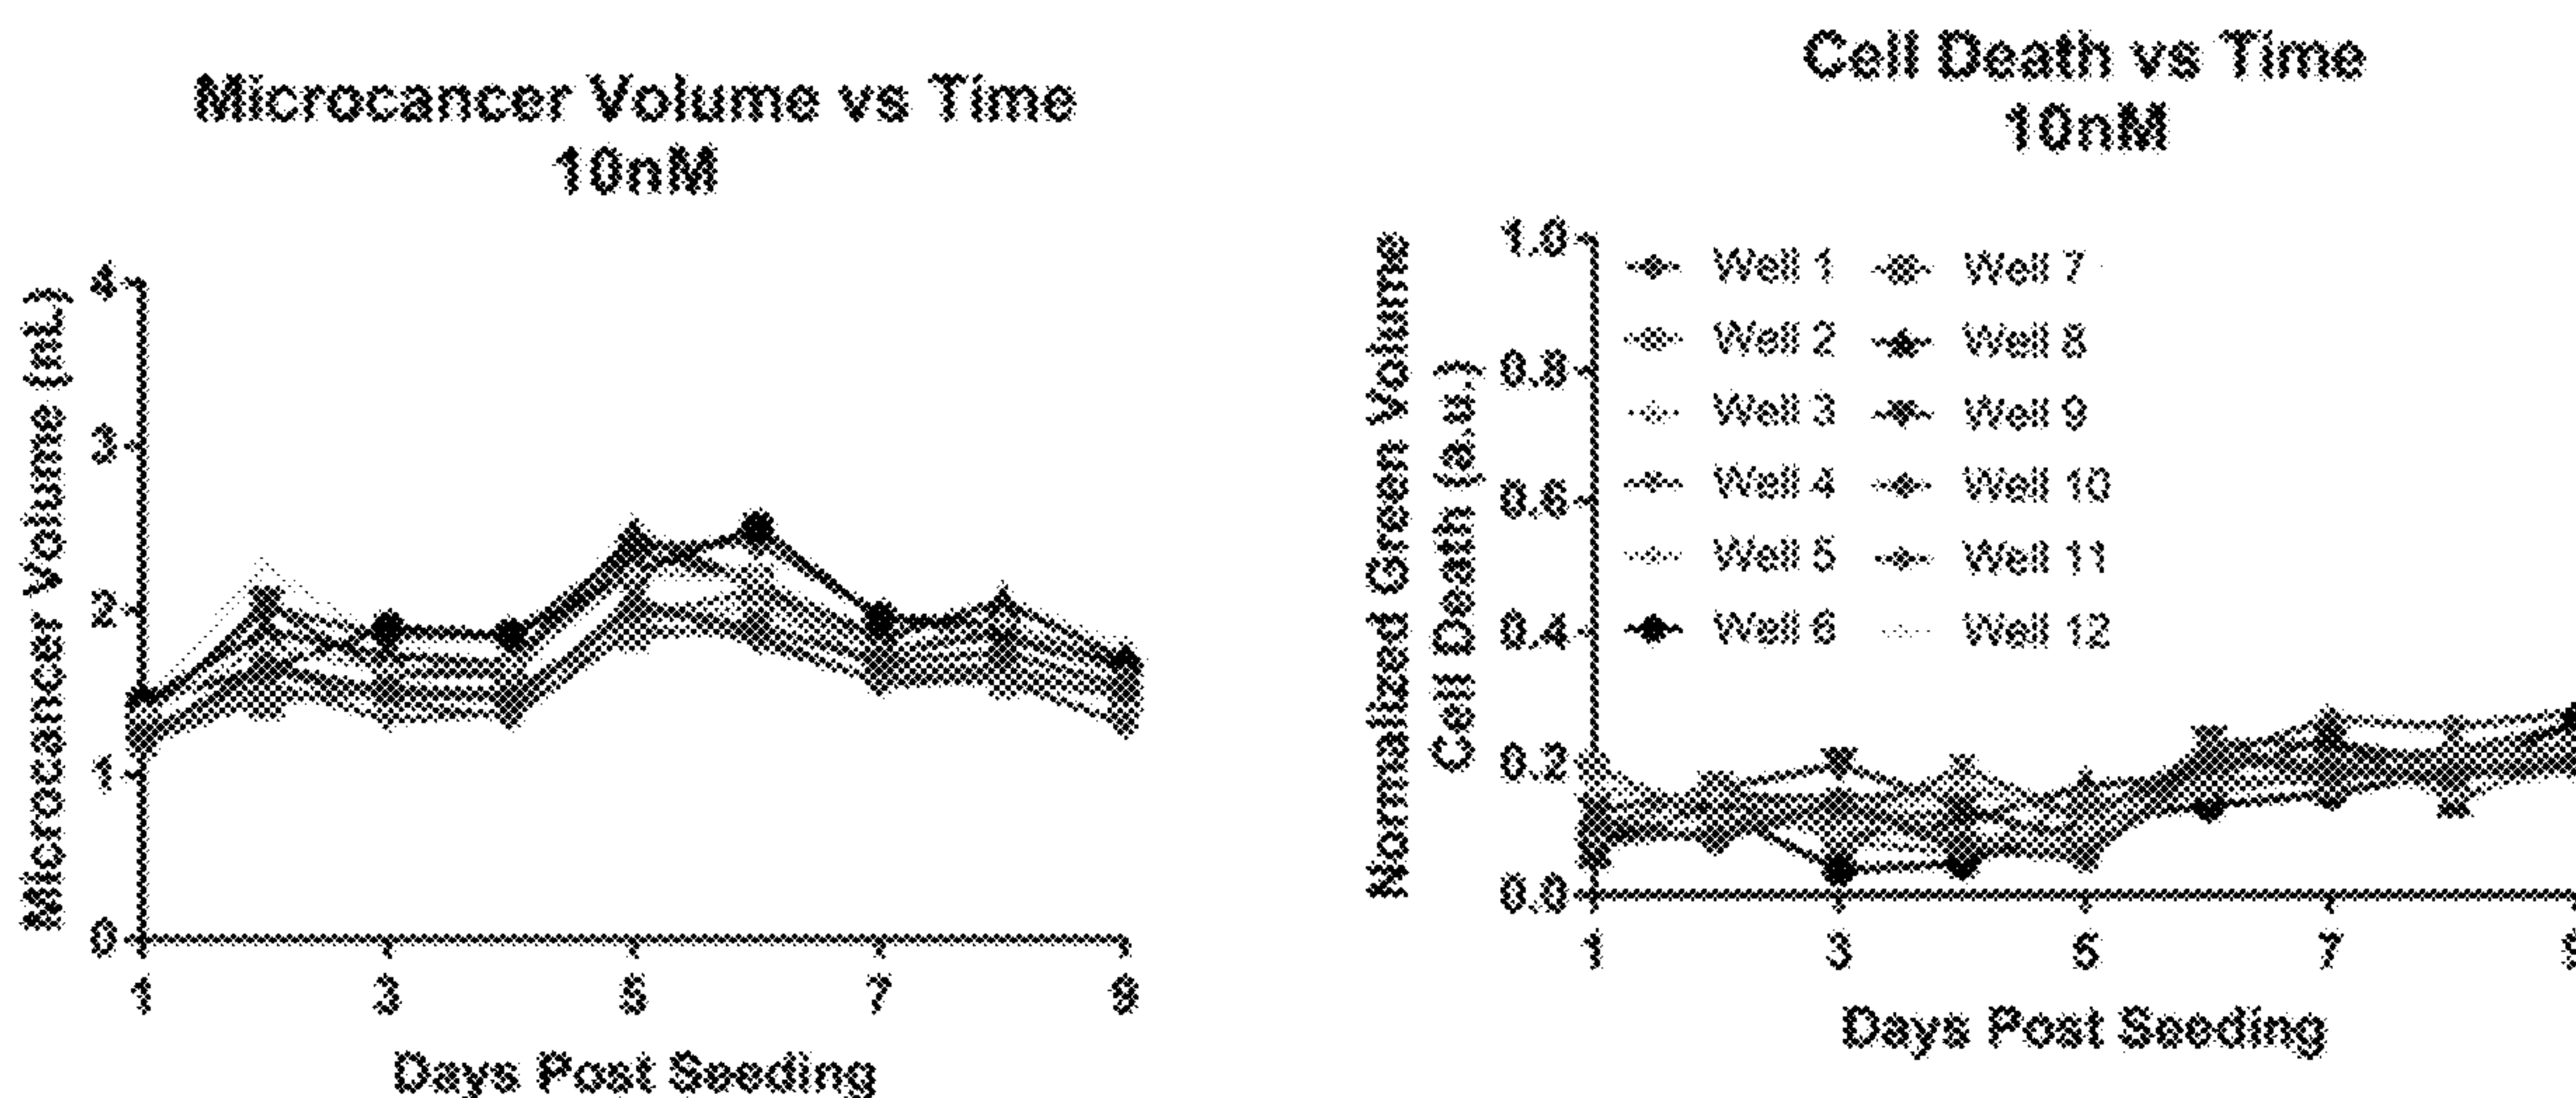 Microcancer Volume vs Time
10nM
Microcancer Volume (nL)
4
3
2
1
0
1 3 5 7 9
Days Post Seeding
Cell Death vs Time
10nM
Normalized Green Volume
Cell Death (a.u.)
1.0
0.8
0.6
0.4
0.2
0.0
Well 1 Well 7
Well 2 Well 8
Well 3 Well 9
Well 4 Well 10
Well 5 Well 11
Well 6 Well 12
1 3 5 7 9
Days Post Seeding